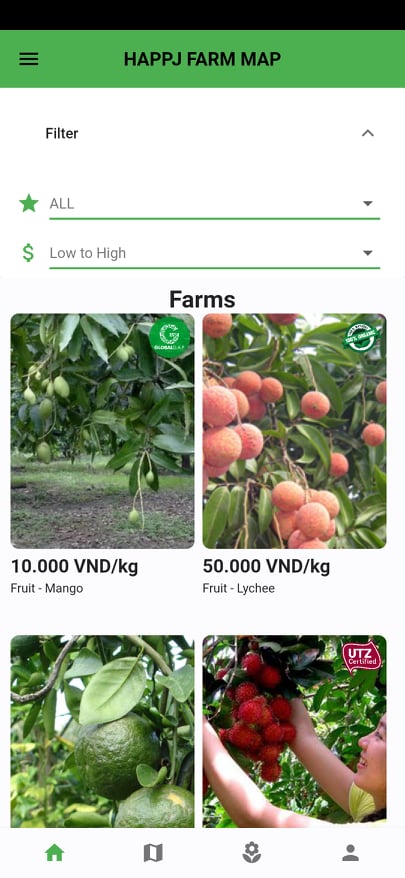 HAPPJ FARM MAP
Filter
ALL
$ Low to High
Farms
GLOBALG.A.P.
100% ORGANIC
10.000 VND/kg
50.000 VND/kg
Fruit - Mango
Fruit - Lychee
UTZ
Certified